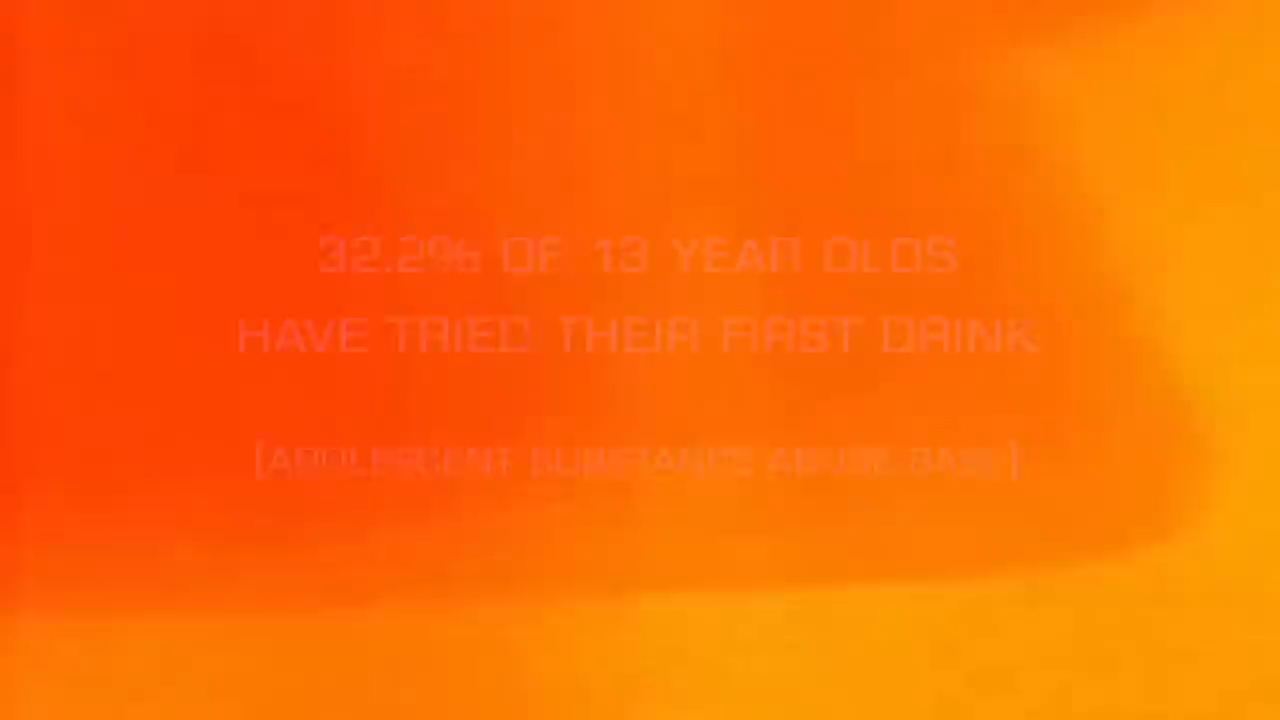 32.2% OF 13 YEAR OLDS
HAVE TRIED THEIR FIRST DRINK
[ADOLESCENT SUBSTANCE ABUSE